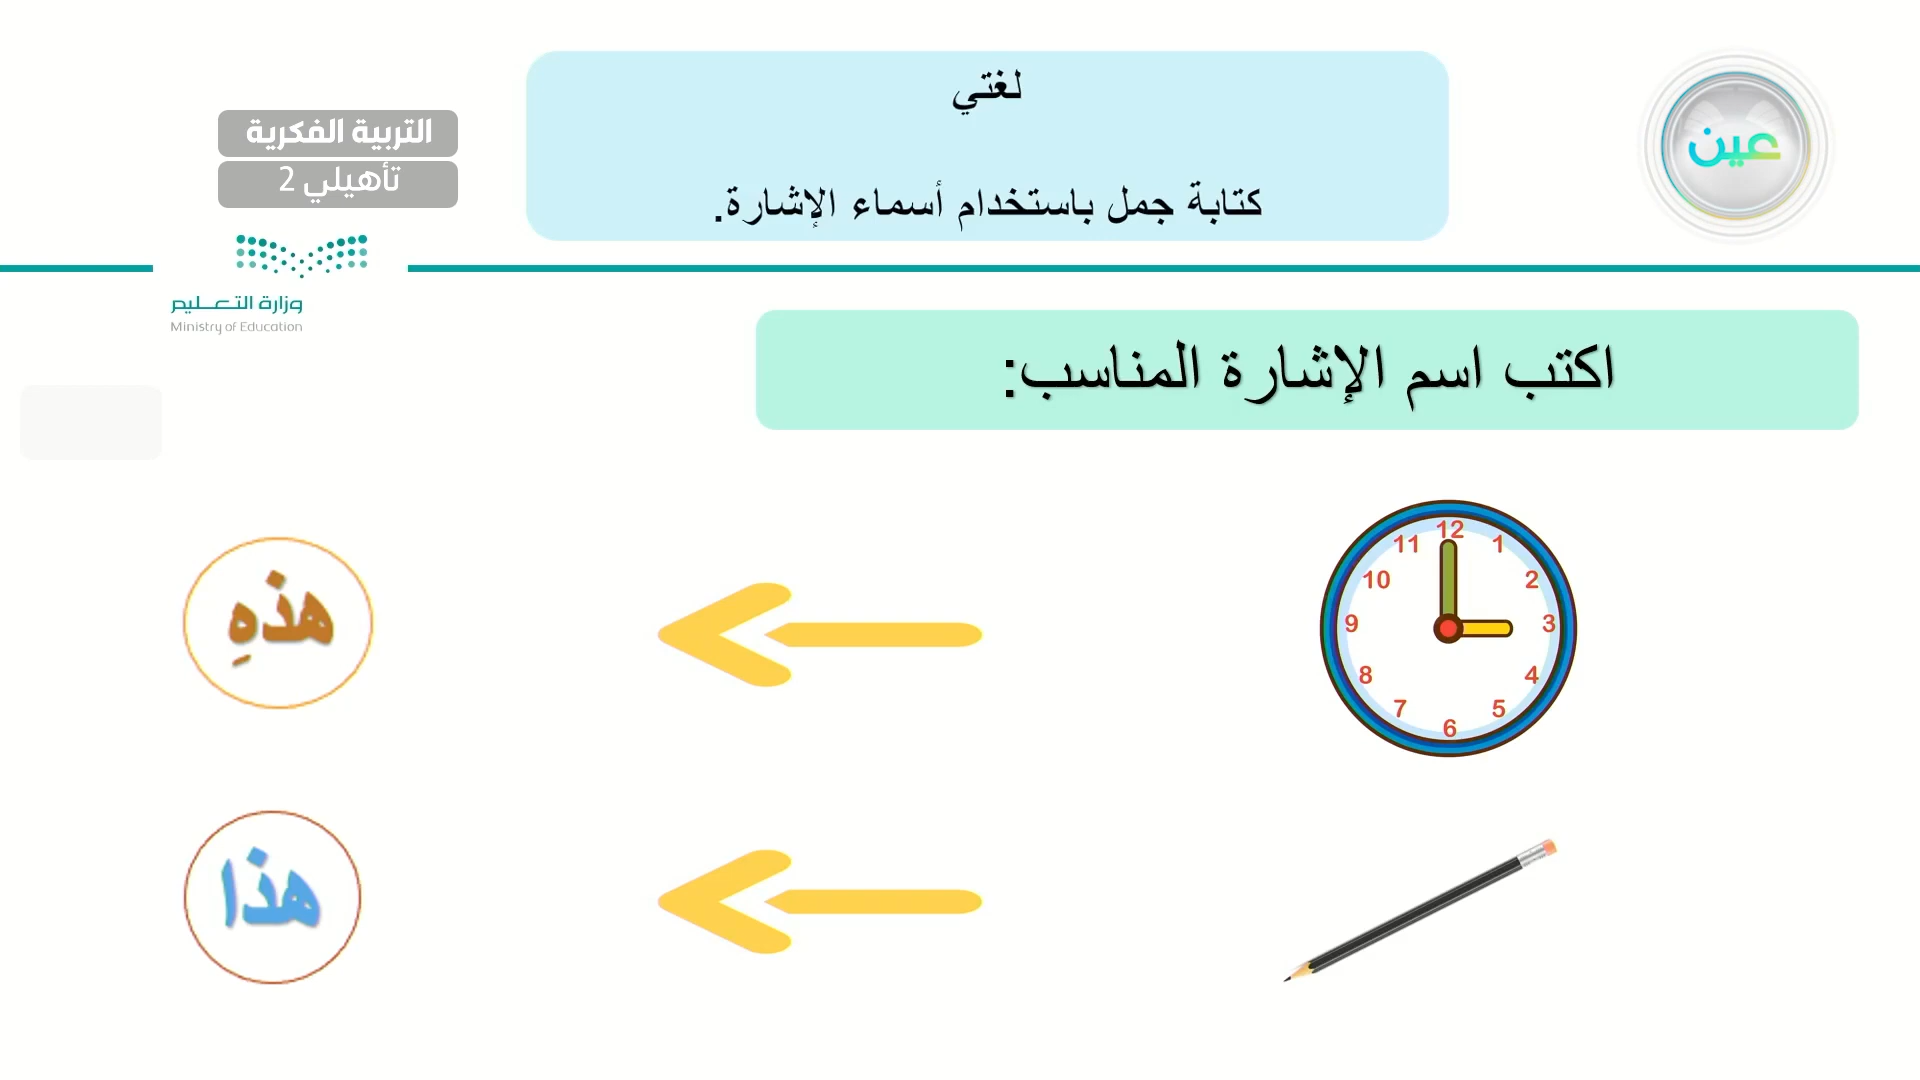 لغتي
كتابة جمل باستخدام أسماء الإشارة.
عين
التربية الفكرية
تأهيلي 2
وزارة التعليم
Ministry of Education
اكتب اسم الإشارة المناسب:
12
11 1
10 2
9 3
8 4
7 5
6
هذهِ
هذا